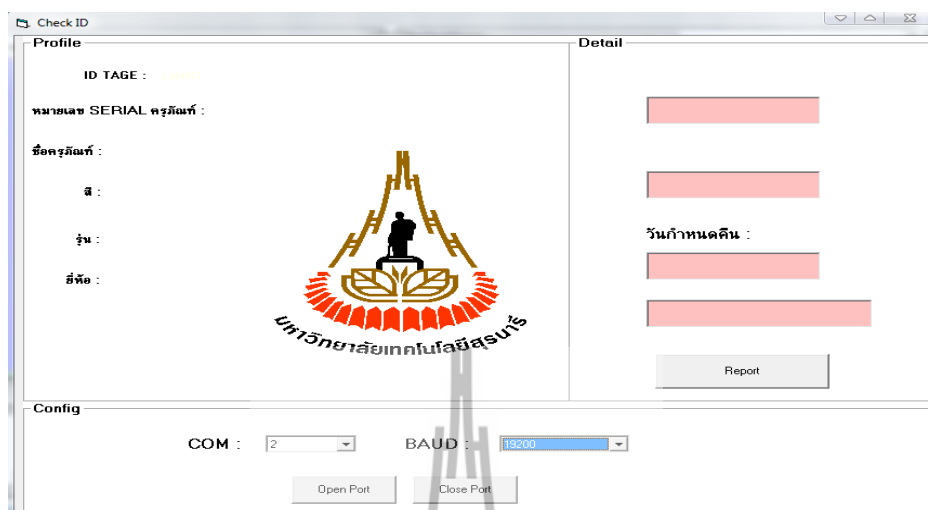 Check ID
Profile
ID TAGE :
หมายเลข SERIAL ครุภัณฑ์ :
ชื่อครุภัณฑ์ :
สี :
รุ่น :
ยี่ห้อ :
มหาวิทยาลัยเทคโนโลยีสุรนารี
Detail
วันกำหนดคืน :
Report
Config
COM : 2 BAUD : 19200
Open Port Close Port